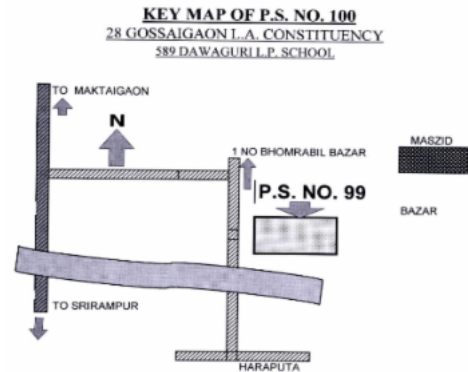 KEY MAP OF P.S. NO. 100
28 GOSSAIGAON L.A. CONSTITUENCY
589 DAWAGURI L.P. SCHOOL
TO MAKTAIGAON
N
1 NO BHOMRABIL BAZAR
MASZID
P.S. NO. 99
BAZAR
TO SRIRAMPUR
HARAPUTA